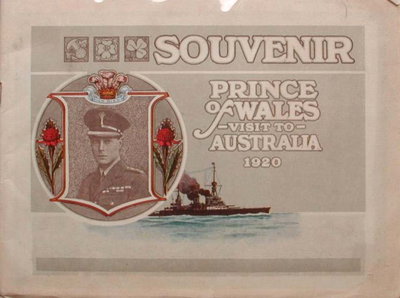 SOUVENIR
PRINCE
of WALES
-VISIT TO-
AUSTRALIA
1920